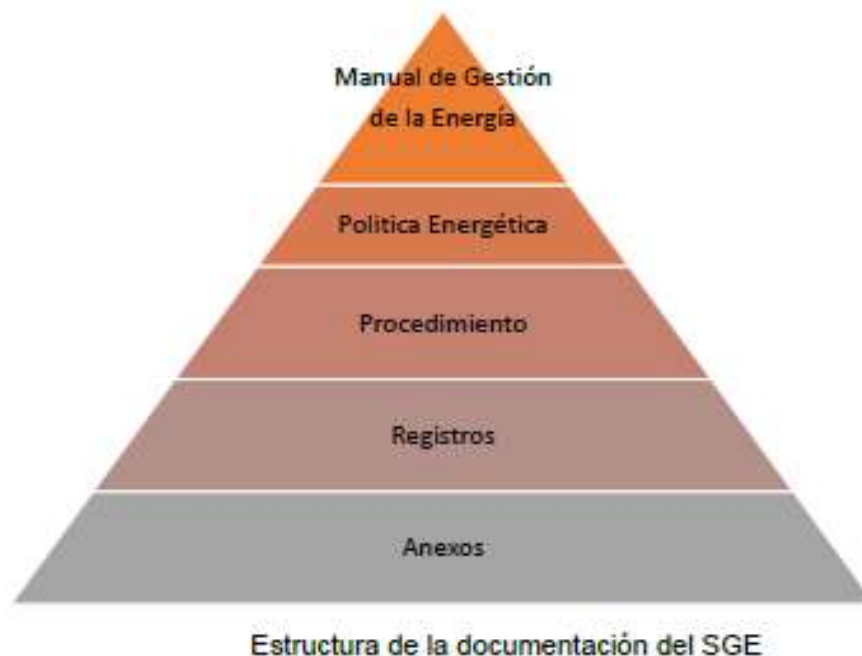 Manual de Gestión
de la Energía
Politica Energética
Procedimiento
Registros
Anexos
Estructura de la documentación del SGE